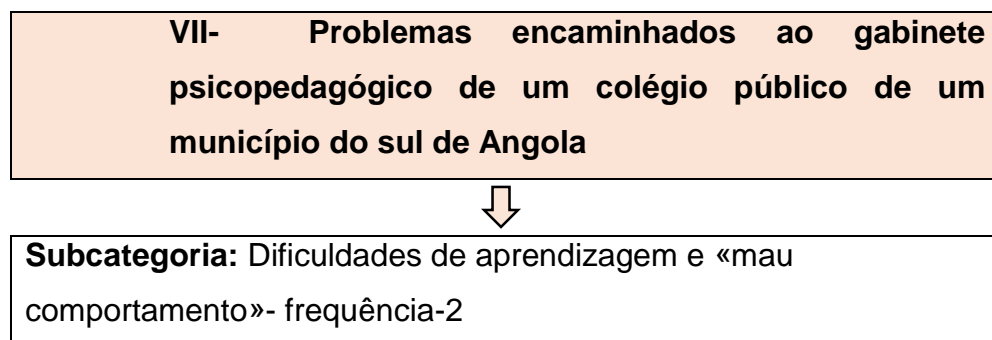 VII- Problemas encaminhados ao gabinete
psicopedagógico de um colégio público de um
município do sul de Angola
Subcategoria: Dificuldades de aprendizagem e «mau
comportamento»- frequência-2